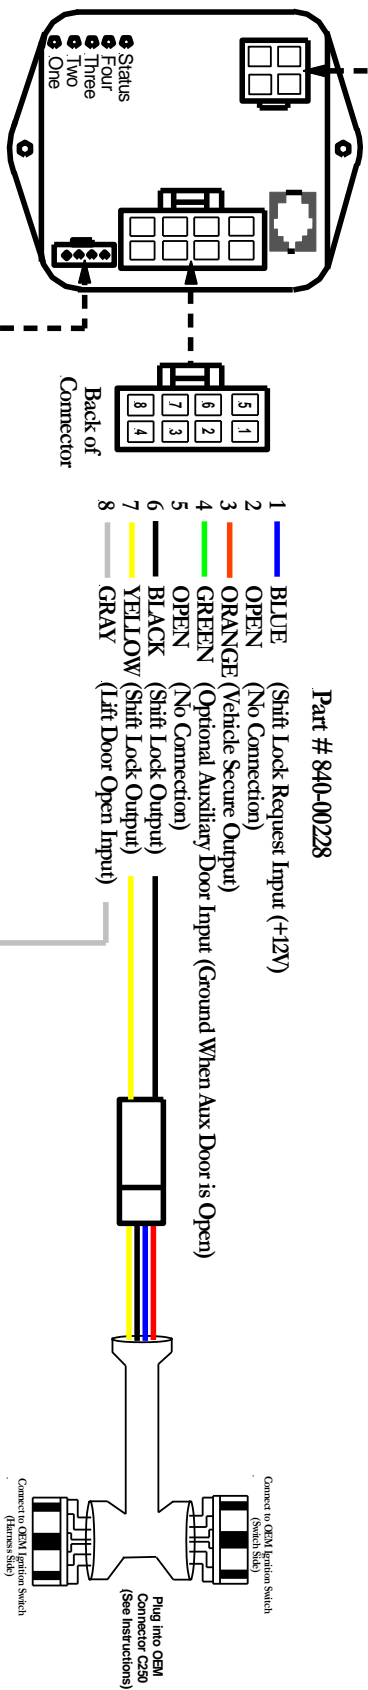 Status
Four
Three
Two
One
Back of
Connector
5 6 7 8
1 2 3 4
Part # 840-00228
1 BLUE (Shift Lock Request Input (+12V)
2 OPEN (No Connection)
3 ORANGE (Vehicle Secure Output)
4 GREEN (Optional Auxiliary Door Input (Ground When Aux Door is Open)
5 OPEN (No Connection)
6 BLACK (Shift Lock Output)
7 YELLOW (Shift Lock Output)
8 GRAY (Lift Door Open Input)
Connect to OEM Ignition Switch
(Switch Side)
Plug into OEM
Connector C250
(See Instructions)
Connect to OEM Ignition Switch
(Harness Side)